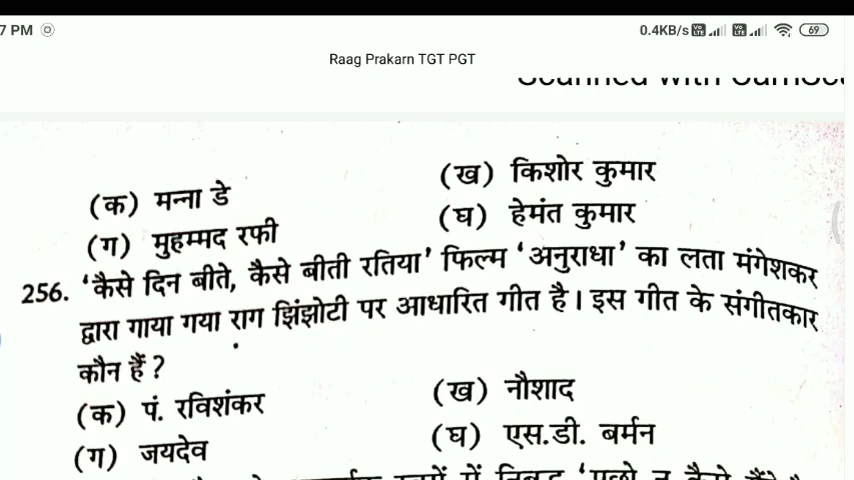 7 PM
0.4KB/s 69
Raag Prakarn TGT PGT
(क) मन्ना डे (ख) किशोर कुमार
(ग) मुहम्मद रफी (घ) हेमंत कुमार
256. ‘कैसे दिन बीते, कैसे बीती रतिया’ फिल्म ‘अनुराधा’ का लता मंगेशकर
द्वारा गाया गया राग झिंझोटी पर आधारित गीत है। इस गीत के संगीतकार
कौन हैं ?
(क) पं. रविशंकर (ख) नौशाद
(ग) जयदेव (घ) एस.डी. बर्मन